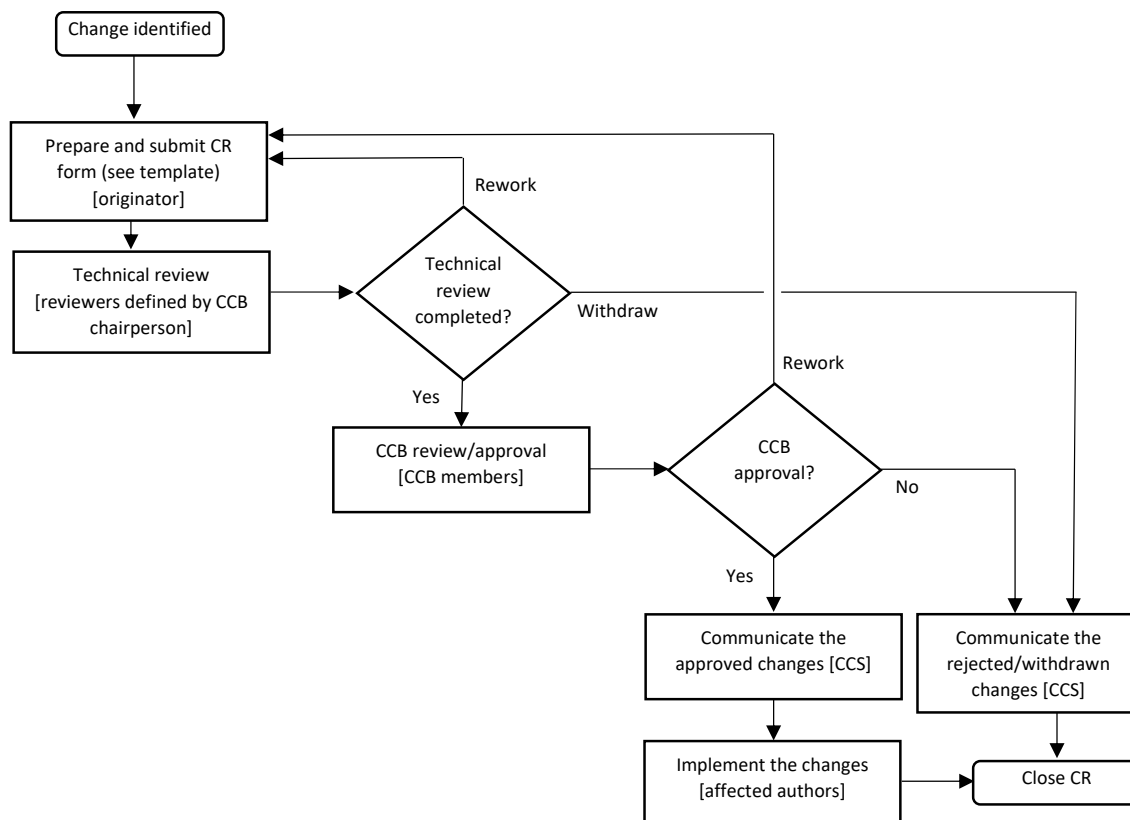 Change identified
Prepare and submit CR
form (see template)
[originator]
Rework
Technical review
[reviewers defined by CCB
chairperson]
Technical
review
completed?
Withdraw
Rework
Yes
CCB review/approval
[CCB members]
CCB
approval?
No
Yes
Communicate the
approved changes [CCS]
Communicate the
rejected/withdrawn
changes [CCS]
Implement the changes
[affected authors]
Close CR